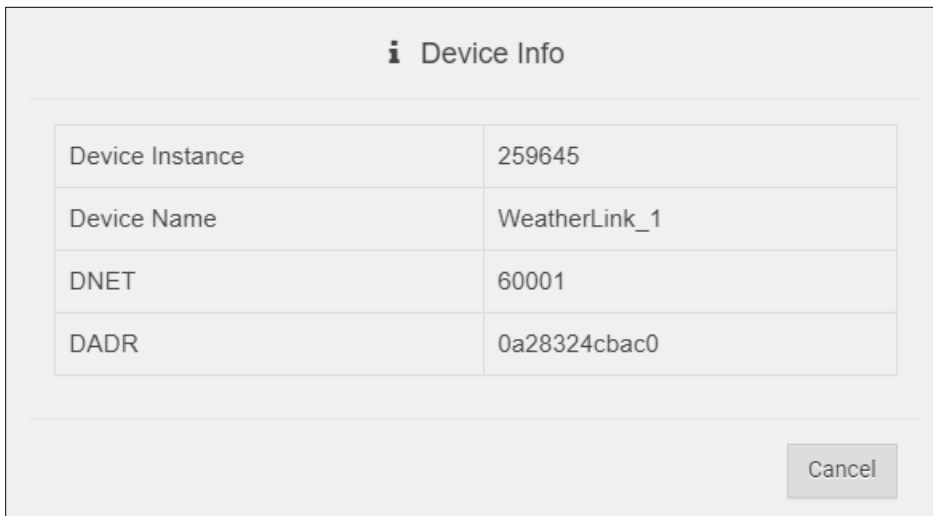 Device Info
Device Instance 259645
Device Name WeatherLink_1
DNET 60001
DADR 0a28324cbac0
Cancel